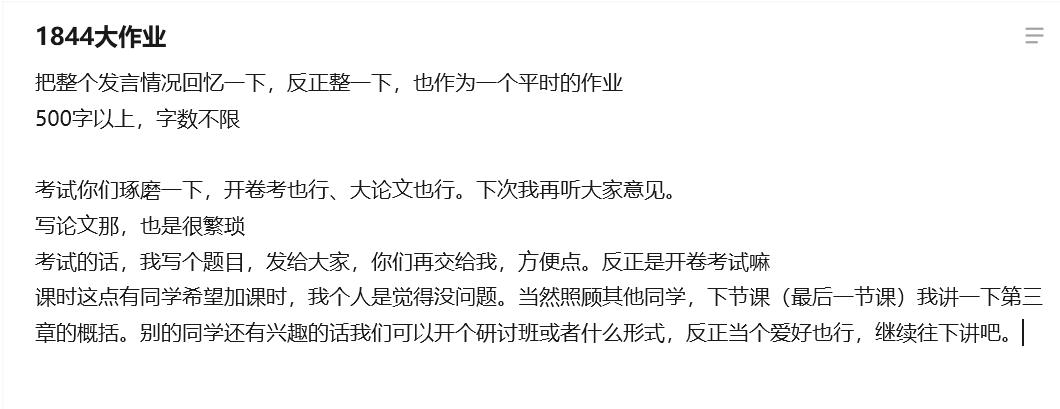 1844大作业
把整个发言情况回忆一下，反正整一下，也作为一个平时的作业
500字以上，字数不限
考试你们琢磨一下，开卷考也行、大论文也行。下次我再听大家意见。
写论文那，也是很繁琐
考试的话，我写个题目，发给大家，你们再交给我，方便点。反正是开卷考试嘛
课时这点有同学希望加课时，我个人是觉得没问题。当然照顾其他同学，下节课（最后一节课）我讲一下第三
章的概括。别的同学还有兴趣的话我们可以开个研讨班或者什么形式，反正当个爱好也行，继续往下讲吧。